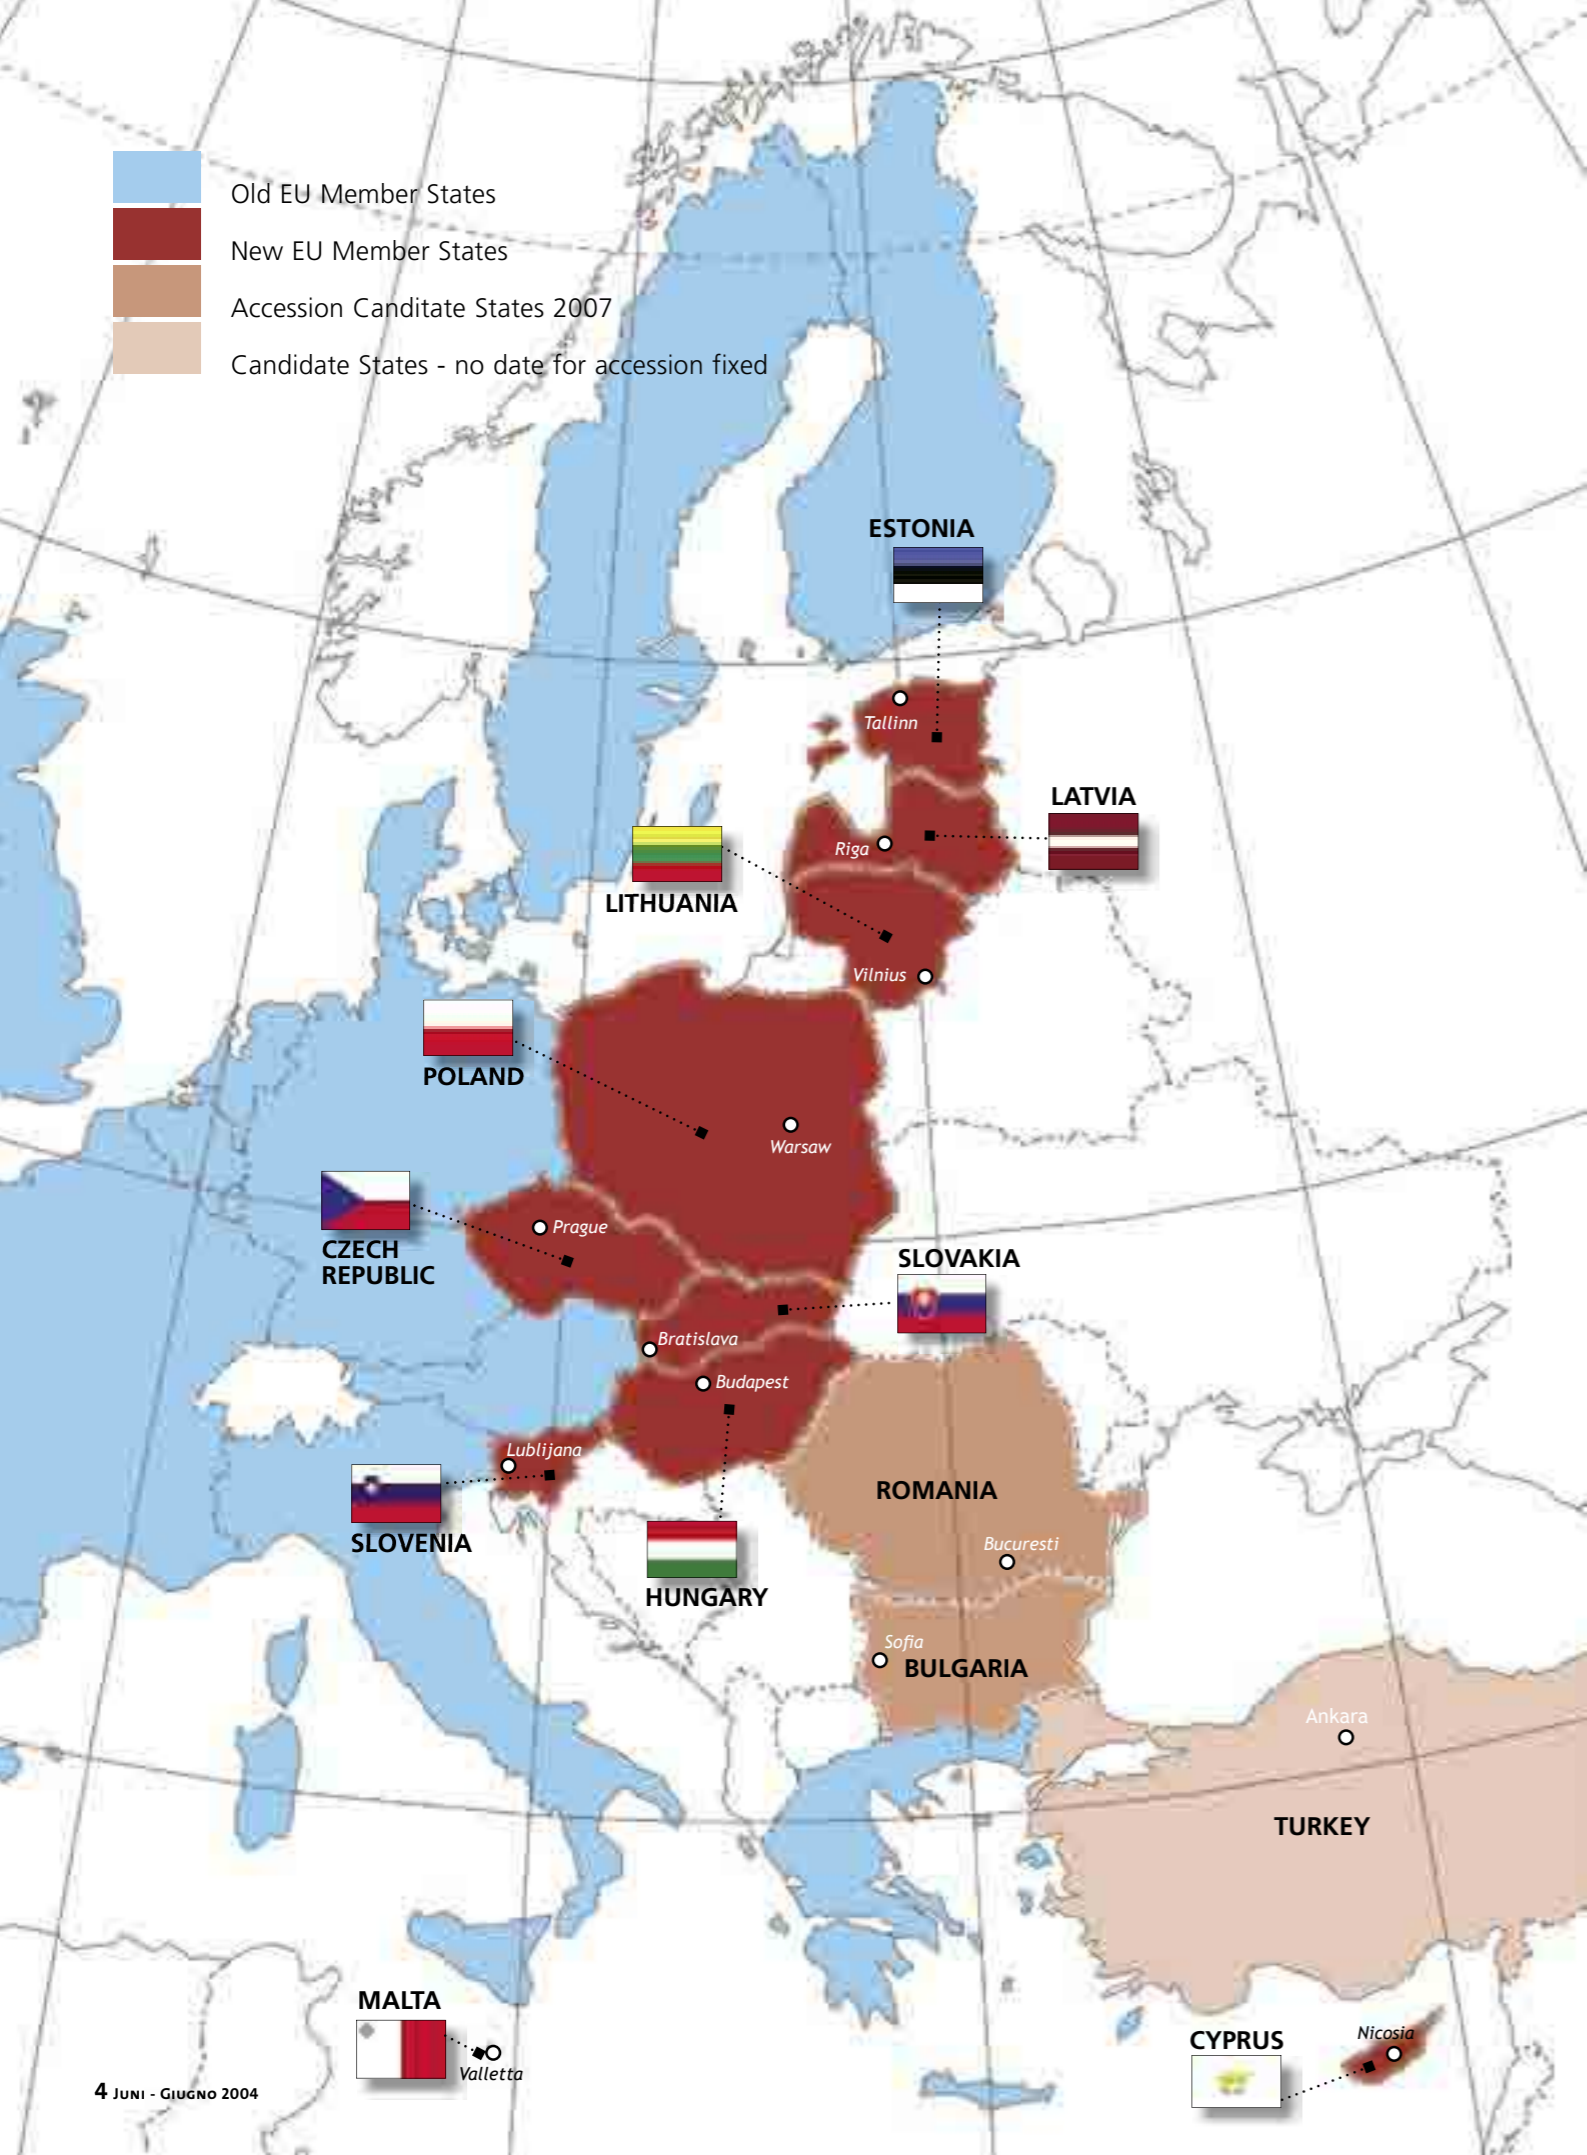 Old EU Member States
New EU Member States
Accession Canditate States 2007
Candidate States - no date for accession fixed
ESTONIA
Tallinn
LATVIA
Riga
LITHUANIA
Vilnius
POLAND
Warsaw
Prague
CZECH
REPUBLIC
SLOVAKIA
Bratislava
Budapest
Lublijana
SLOVENIA
HUNGARY
ROMANIA
Bucuresti
Sofia
BULGARIA
Ankara
TURKEY
MALTA
Valletta
CYPRUS
Nicosia
4 JUNI - GIUGNO 2004